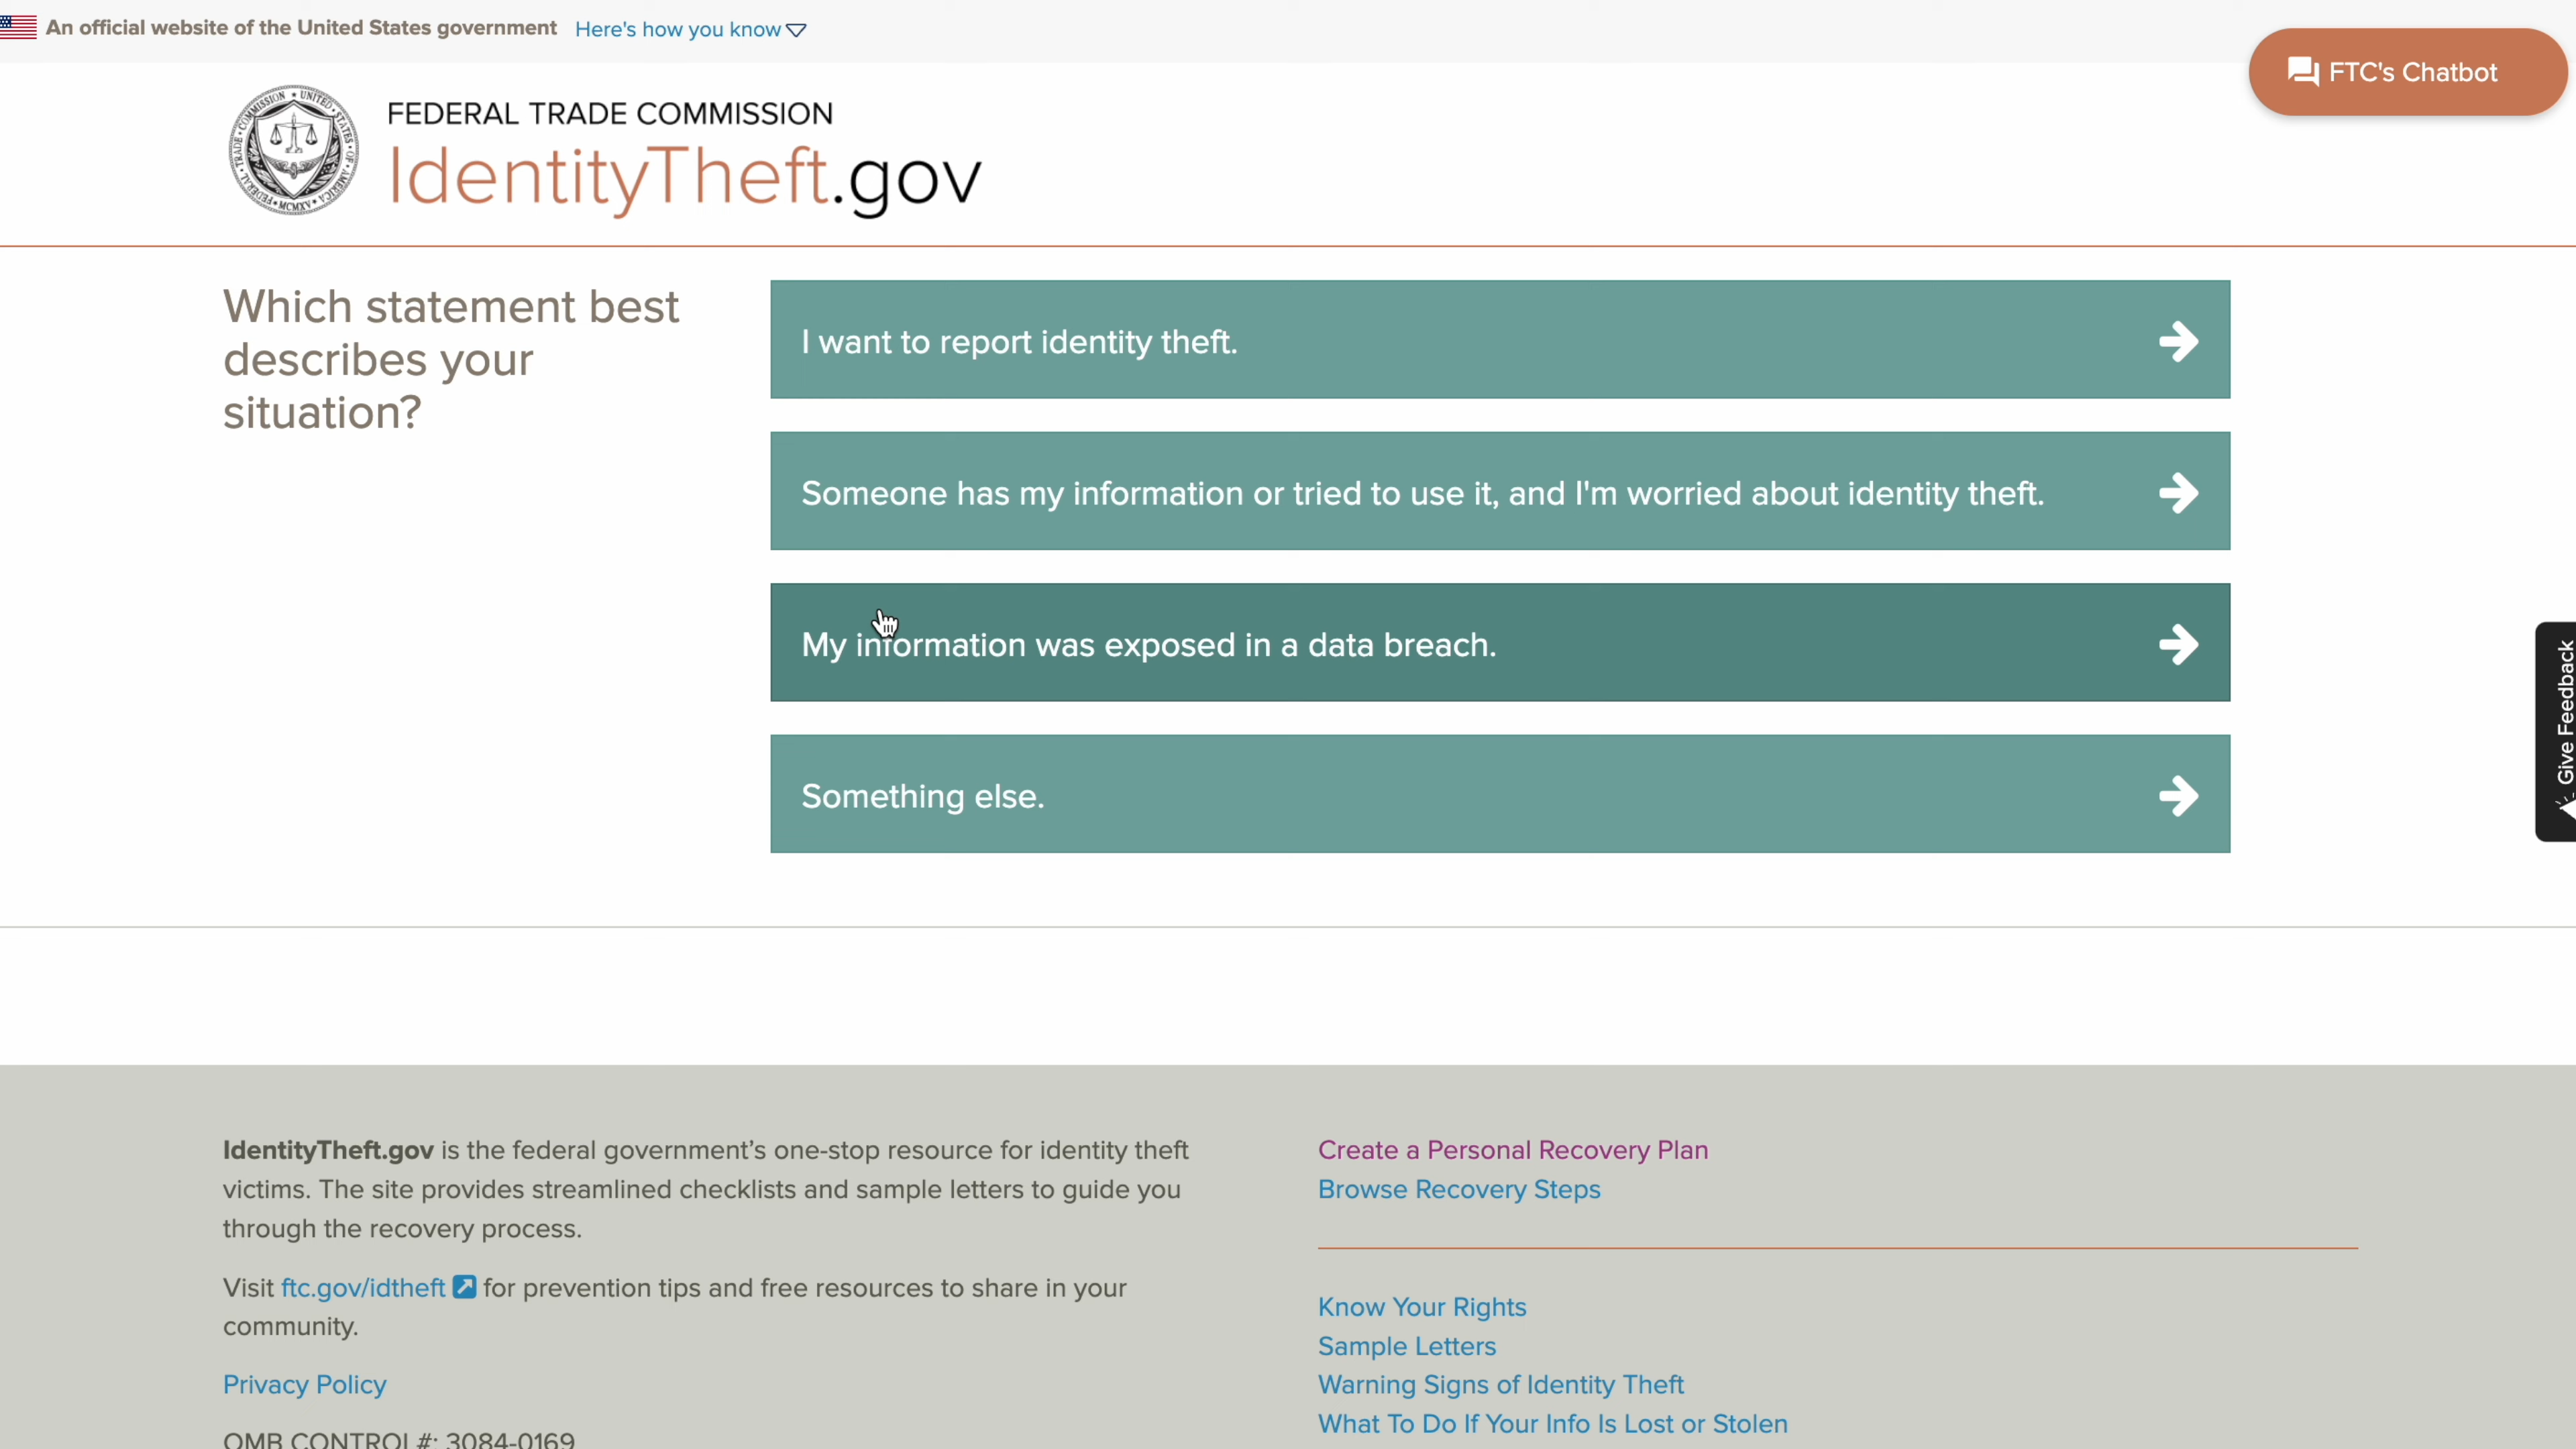 An official website of the United States government Here's how you know
FTC's Chatbot
FEDERAL TRADE COMMISSION
IdentityTheft.gov
Which statement best
describes your
situation?
I want to report identity theft.
Someone has my information or tried to use it, and I'm worried about identity theft.
My information was exposed in a data breach.
Something else.
Give Feedback
IdentityTheft.gov is the federal government’s one-stop resource for identity theft
victims. The site provides streamlined checklists and sample letters to guide you
through the recovery process.
Visit ftc.gov/idtheft for prevention tips and free resources to share in your
community.
Privacy Policy
OMB CONTROL#: 3084-0169
Create a Personal Recovery Plan
Browse Recovery Steps
Know Your Rights
Sample Letters
Warning Signs of Identity Theft
What To Do If Your Info Is Lost or Stolen